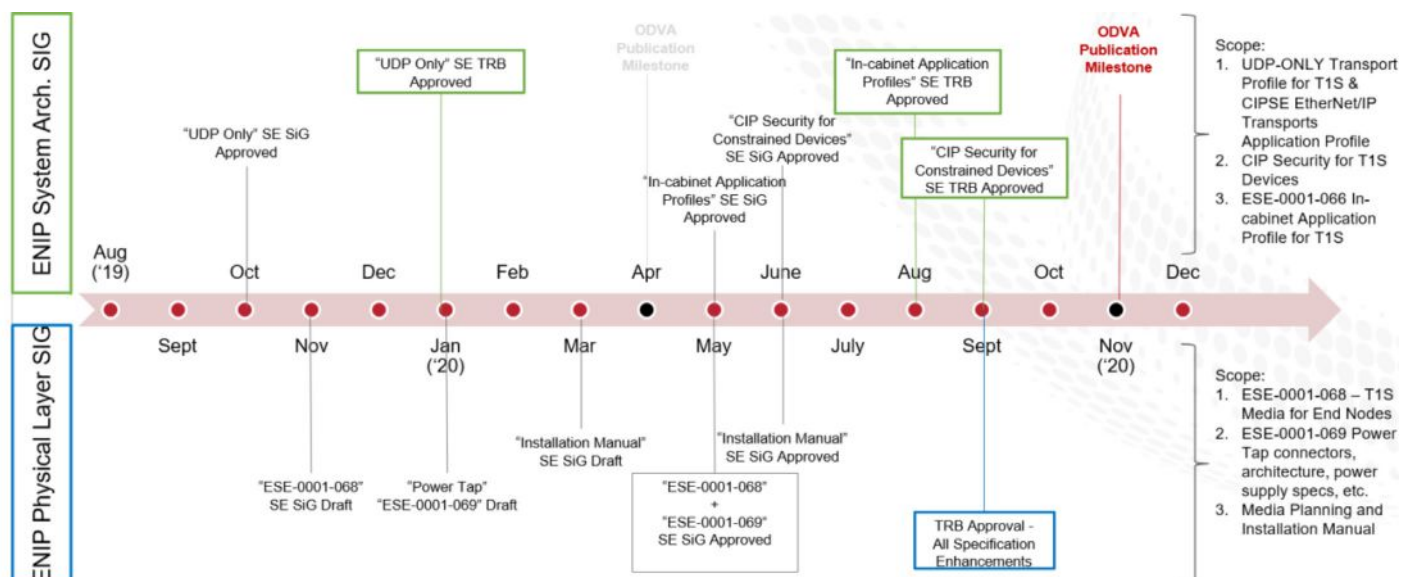 ENIP System Arch. SIG
ODVA
Publication
Milestone
"UDP Only" SE TRB
Approved
"In-cabinet Application
Profiles" SE TRB
Approved
ODVA
Publication
Milestone
"UDP Only" SE SiG
Approved
"CIP Security for
Constrained Devices"
SE SiG Approved
"CIP Security for
Constrained Devices"
SE TRB Approved
"In-cabinet Application
Profiles" SE SiG
Approved
Scope:
1. UDP-ONLY Transport
Profile for T1S &
CIPSE EtherNet/IP
Transports
Application Profile
2. CIP Security for T1S
Devices
3. ESE-0001-066 In-
cabinet Application
Profile for T1S
Aug
('19)
Oct
Dec
Feb
Apr
June
Aug
Oct
Dec
Sept
Nov
Jan
('20)
Mar
May
July
Sept
Nov
('20)
ENIP Physical Layer SIG
"ESE-0001-068"
SE SiG Draft
"Power Tap"
"ESE-0001-069" Draft
"Installation Manual"
SE SiG Draft
"Installation Manual"
SE SiG Approved
"ESE-0001-068"
+
"ESE-0001-069"
SE SiG Approved
TRB Approval -
All Specification
Enhancements
Scope:
1. ESE-0001-068 – T1S
Media for End Nodes
2. ESE-0001-069 Power
Tap connectors,
architecture, power
supply specs, etc.
3. Media Planning and
Installation Manual